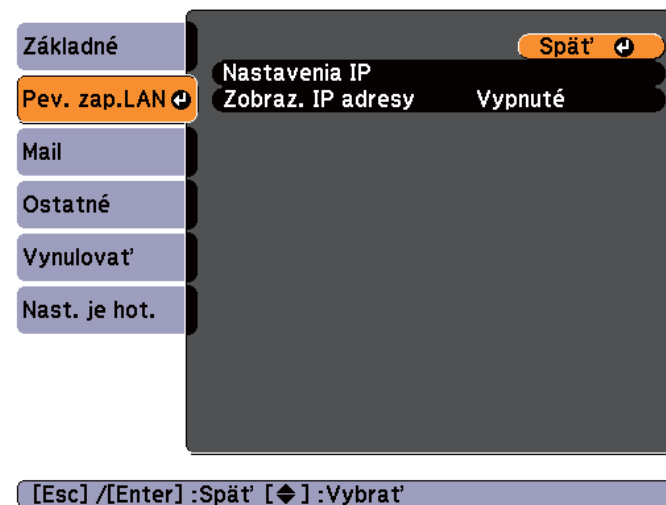 Základné
Pev. zap.LAN
Mail
Ostatné
Vynulovať
Nast. je hot.
Späť
Nastavenia IP
Zobraz. IP adresy Vypnuté
[Esc] /[Enter] :Späť [◆] :Vybrať